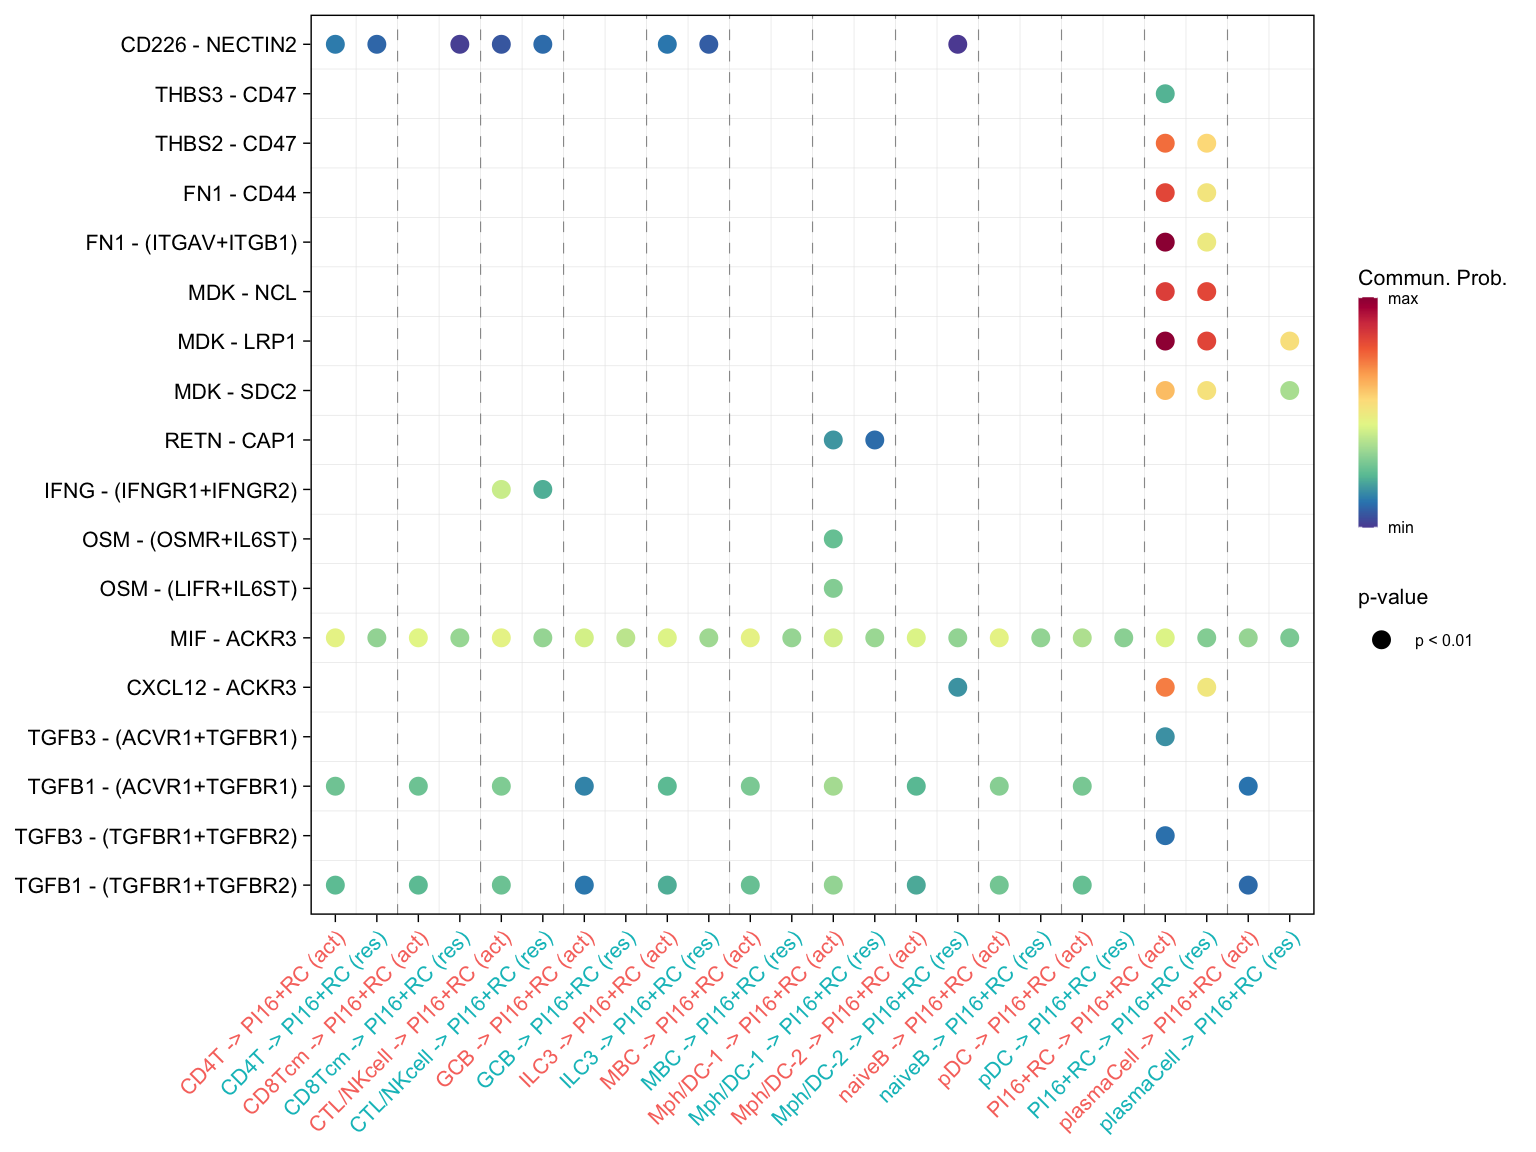 CD226 - NECTIN2
THBS3 - CD47
THBS2 - CD47
FN1 - CD44
FN1 - (ITGAV+ITGB1)
MDK - NCL
MDK - LRP1
MDK - SDC2
RETN - CAP1
IFNG - (IFNGR1+IFNGR2)
OSM - (OSMR+IL6ST)
OSM - (LIFR+IL6ST)
MIF - ACKR3
CXCL12 - ACKR3
TGFB3 - (ACVR1+TGFBR1)
TGFB1 - (ACVR1+TGFBR1)
TGFB3 - (TGFBR1+TGFBR2)
TGFB1 - (TGFBR1+TGFBR2)
CD4T -> PI16+RC (act)
CD4T -> PI16+RC (res)
CD8Tcm -> PI16+RC (act)
CD8Tcm -> PI16+RC (res)
CTL/NKcell -> PI16+RC (act)
CTL/NKcell -> PI16+RC (res)
GCB -> PI16+RC (act)
GCB -> PI16+RC (res)
ILC3 -> PI16+RC (act)
ILC3 -> PI16+RC (res)
MBC -> PI16+RC (act)
MBC -> PI16+RC (res)
Mph/DC-1 -> PI16+RC (act)
Mph/DC-1 -> PI16+RC (res)
Mph/DC-2 -> PI16+RC (act)
Mph/DC-2 -> PI16+RC (res)
naiveB -> PI16+RC (act)
naiveB -> PI16+RC (res)
pDC -> PI16+RC (act)
pDC -> PI16+RC (res)
PI16+RC -> PI16+RC (act)
PI16+RC -> PI16+RC (res)
plasmaCell -> PI16+RC (act)
plasmaCell -> PI16+RC (res)
Commun. Prob.
max
min
p-value
p < 0.01